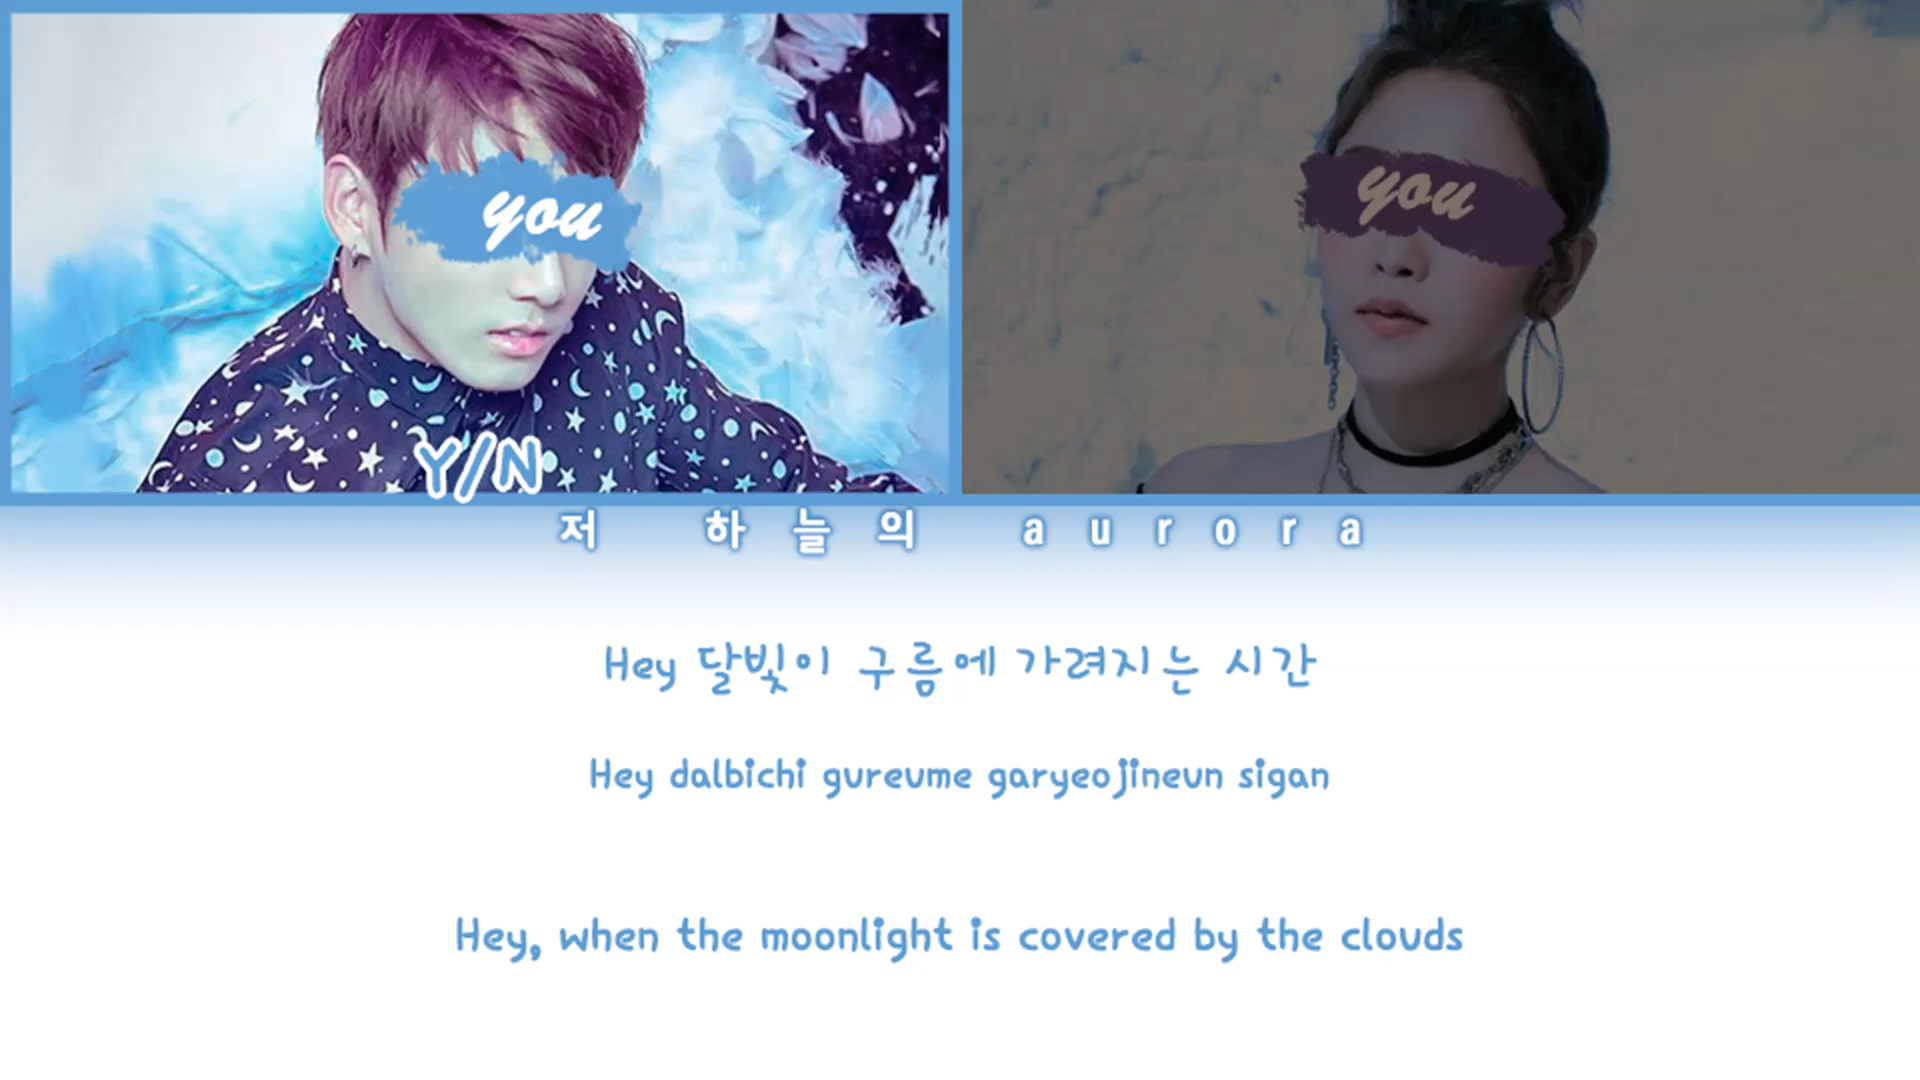 you
you
Y/N
저 하늘의 aurora
Hey 달빛이 구름에 가려지는 시간
Hey dalbichi gureume garyeojineun sigan
Hey, when the moonlight is covered by the clouds